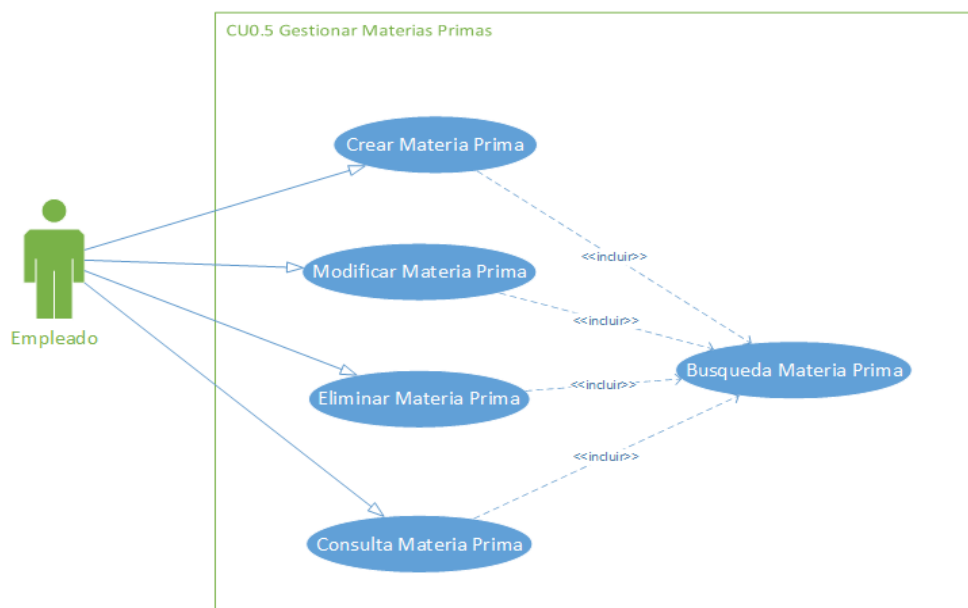 CU0.5 Gestionar Materias Primas
Crear Materia Prima
<<incluir>>
Modificar Materia Prima
<<incluir>>
Empleado
Busqueda Materia Prima
<<incluir>>
Eliminar Materia Prima
<<incluir>>
Consulta Materia Prima